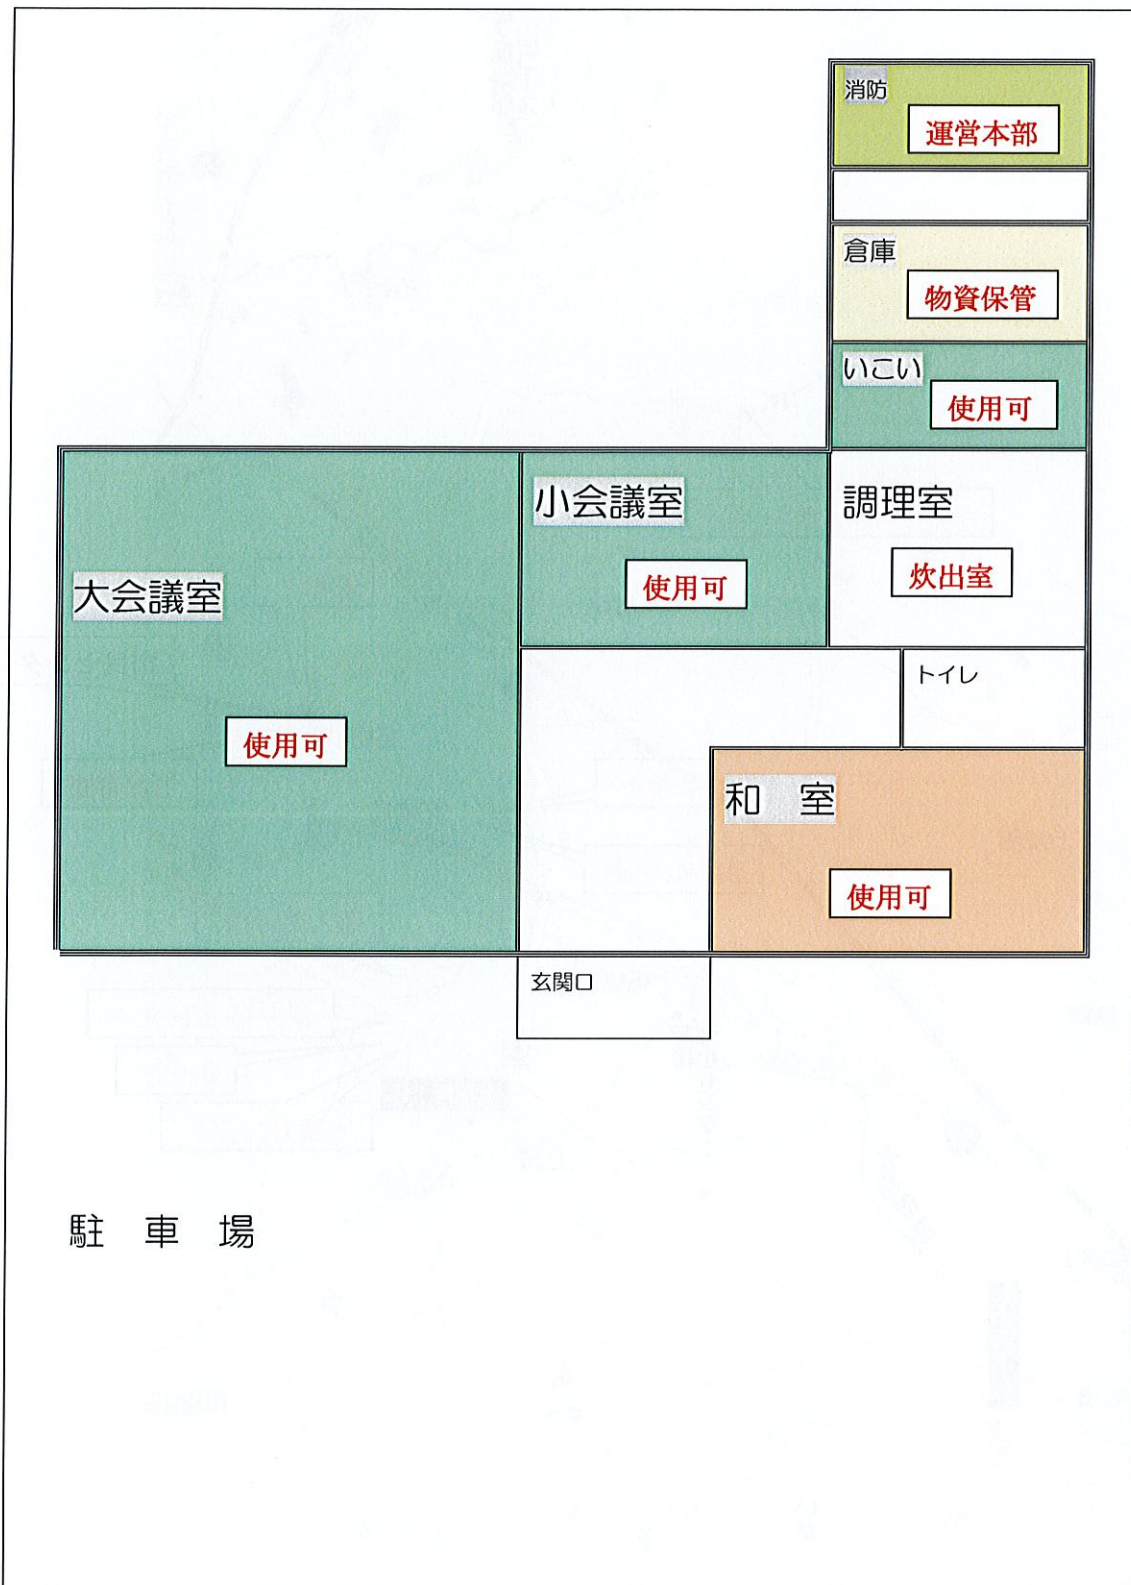 消防
運営本部
倉庫
物資保管
いこい
使用可
小会議室
使用可
調理室
炊出室
大会議室
使用可
トイレ
和　室
使用可
玄関口
駐　車　場